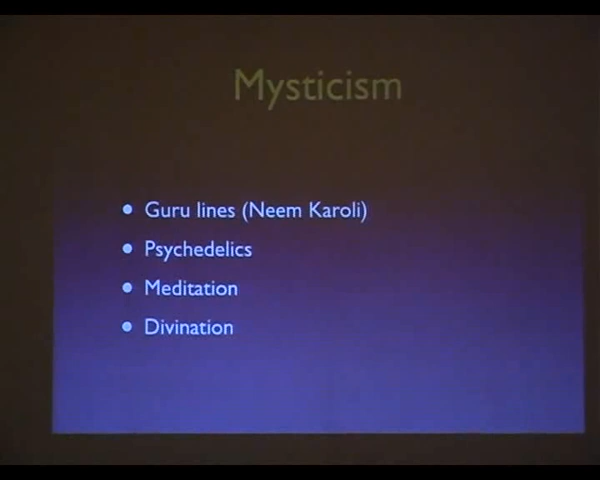 Mysticism
• Guru lines (Neem Karoli)
• Psychedelics
• Meditation
• Divination